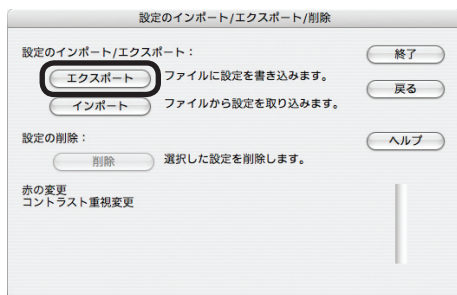 設定のインポート/エクスポート/削除
設定のインポート/エクスポート：
終了
エクスポート
ファイルに設定を書き込みます。
戻る
インポート
ファイルから設定を取り込みます。
設定の削除：
ヘルプ
削除
選択した設定を削除します。
赤の変更
コントラスト重視変更